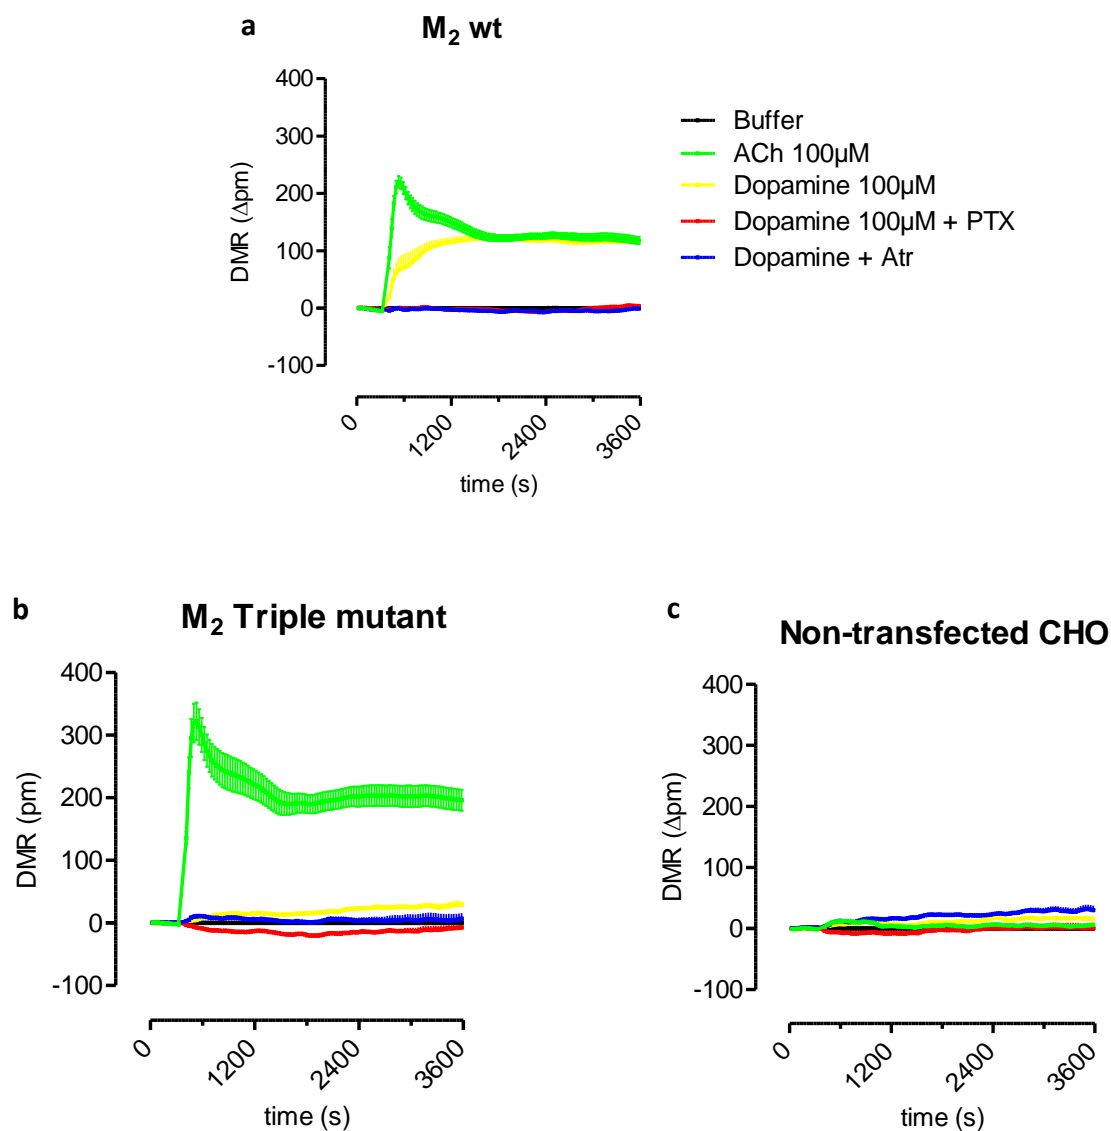 a
M₂ wt
400
300
200
100
0
-100
DMR (Δpm)
0
1200
2400
3600
time (s)
Buffer
ACh 100µM
Dopamine 100µM
Dopamine 100µM + PTX
Dopamine + Atr
b
M₂ Triple mutant
400
300
200
100
0
-100
DMR (pm)
0
1200
2400
3600
time (s)
c
Non-transfected CHO
400
300
200
100
0
-100
DMR (Δpm)
0
1200
2400
3600
time (s)